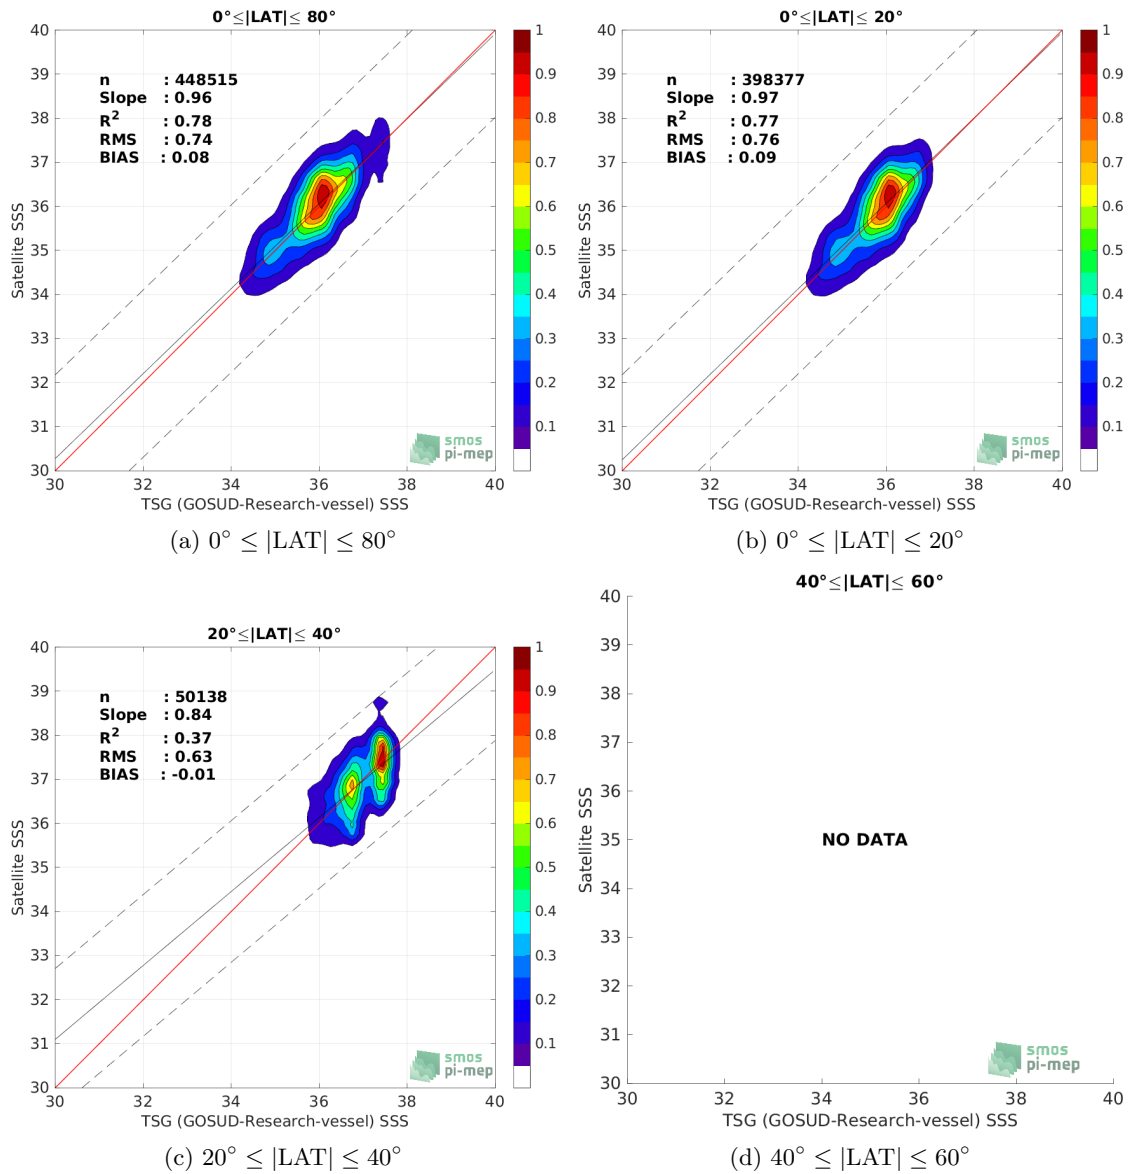 0°≤|LAT|≤ 80°
40
39
38
37
36
35
34
33
32
31
30
Satellite SSS
n : 448515
Slope : 0.96
R² : 0.78
RMS : 0.74
BIAS : 0.08
smos
pi-mep
30 32 34 36 38 40
TSG (GOSUD-Research-vessel) SSS
1
0.9
0.8
0.7
0.6
0.5
0.4
0.3
0.2
0.1
(a) 0° ≤ |LAT| ≤ 80°
0°≤|LAT|≤ 20°
40
39
38
37
36
35
34
33
32
31
30
Satellite SSS
n : 398377
Slope : 0.97
R² : 0.77
RMS : 0.76
BIAS : 0.09
smos
pi-mep
30 32 34 36 38 40
TSG (GOSUD-Research-vessel) SSS
1
0.9
0.8
0.7
0.6
0.5
0.4
0.3
0.2
0.1
(b) 0° ≤ |LAT| ≤ 20°
20°≤|LAT|≤ 40°
40
39
38
37
36
35
34
33
32
31
30
Satellite SSS
n : 50138
Slope : 0.84
R² : 0.37
RMS : 0.63
BIAS : -0.01
smos
pi-mep
30 32 34 36 38 40
TSG (GOSUD-Research-vessel) SSS
1
0.9
0.8
0.7
0.6
0.5
0.4
0.3
0.2
0.1
(c) 20° ≤ |LAT| ≤ 40°
40°≤|LAT|≤ 60°
40
39
38
37
36
35
34
33
32
31
30
Satellite SSS
NO DATA
smos
pi-mep
30 32 34 36 38 40
TSG (GOSUD-Research-vessel) SSS
(d) 40° ≤ |LAT| ≤ 60°